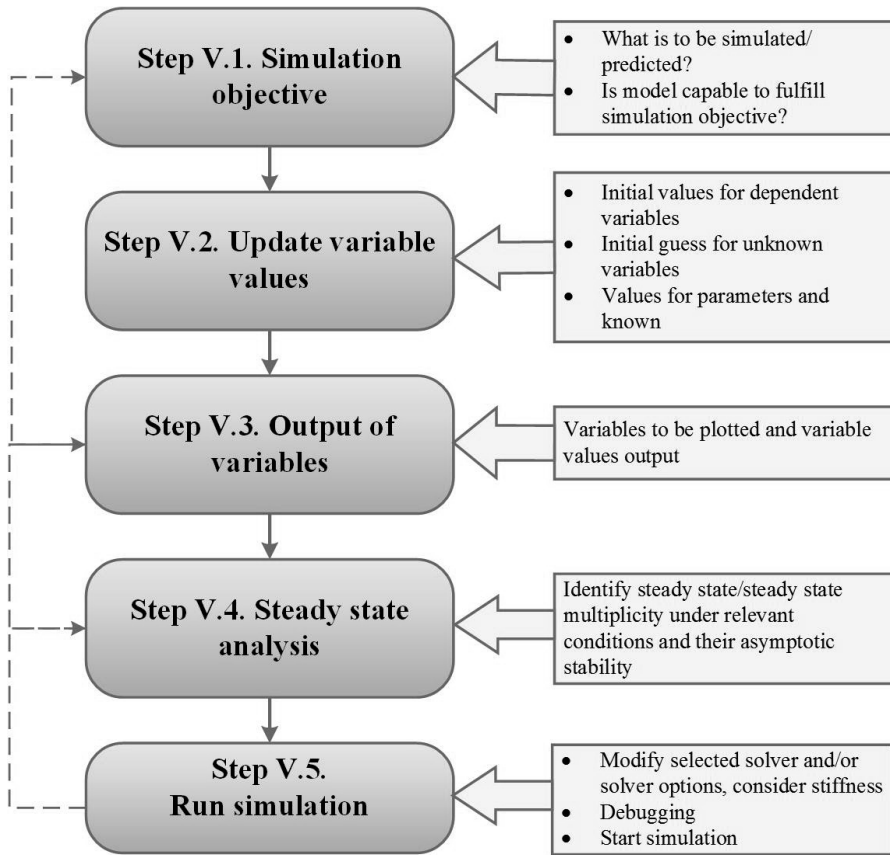 Step V.1. Simulation
objective
• What is to be simulated/
predicted?
• Is model capable to fulfill
simulation objective?
Step V.2. Update variable
values
• Initial values for dependent
variables
• Initial guess for unknown
variables
• Values for parameters and
known
Step V.3. Output of
variables
Variables to be plotted and variable
values output
Step V.4. Steady state
analysis
Identify steady state/steady state
multiplicity under relevant
conditions and their asymptotic
stability
Step V.5.
Run simulation
• Modify selected solver and/or
solver options, consider stiffness
• Debugging
• Start simulation